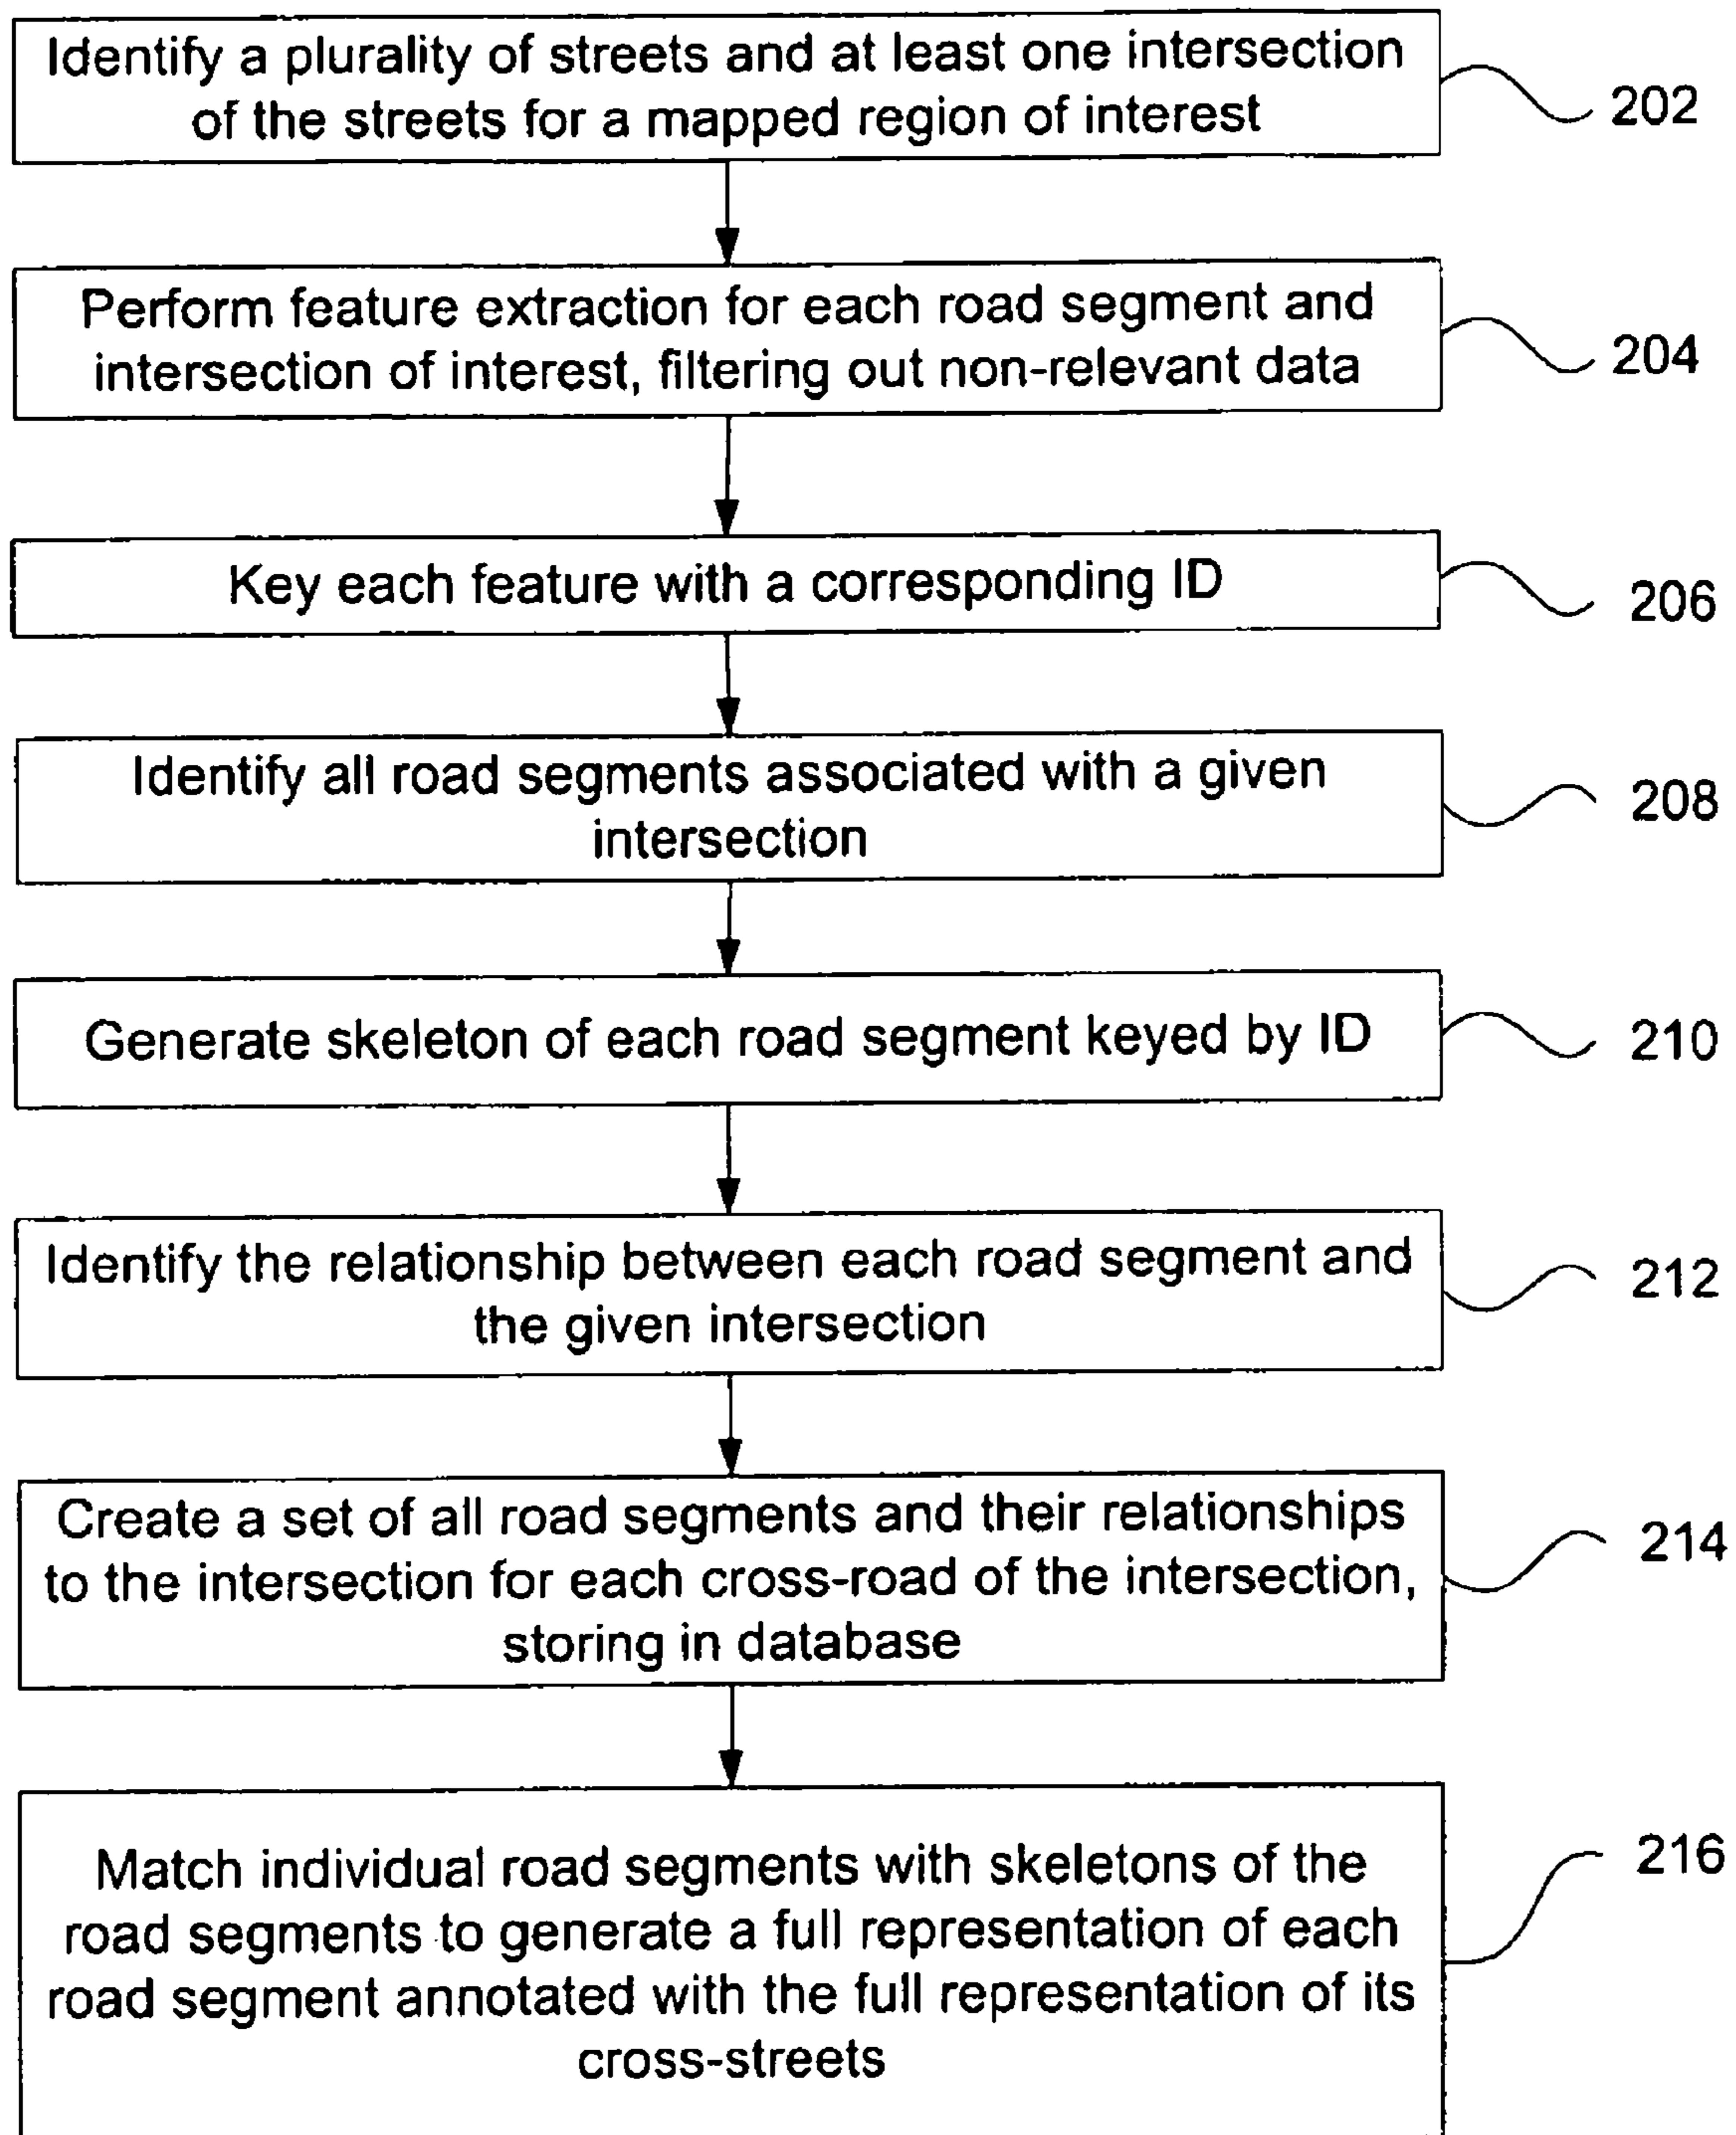 Identify a plurality of streets and at least one intersection
of the streets for a mapped region of interest
202
Perform feature extraction for each road segment and
intersection of interest, filtering out non-relevant data
204
Key each feature with a corresponding ID
206
Identify all road segments associated with a given
intersection
208
Generate skeleton of each road segment keyed by ID
210
Identify the relationship between each road segment and
the given intersection
212
Create a set of all road segments and their relationships
to the intersection for each cross-road of the intersection,
storing in database
214
Match individual road segments with skeletons of the
road segments to generate a full representation of each
road segment annotated with the full representation of its
cross-streets
216